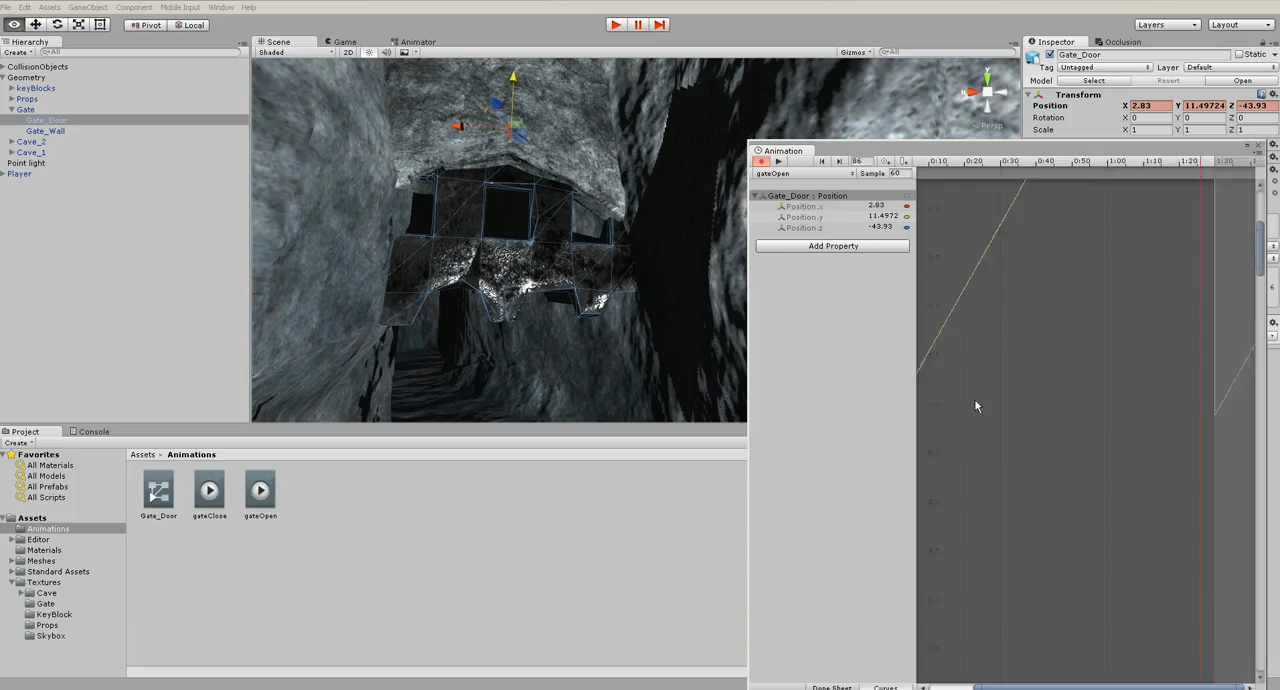 File Edit Assets GameObject Component Mobile Input Window Help
Pivot Local Layers Layout
Hierarchy
Create All
CollisionObjects
Geometry
keyBlocks
Props
Gate
Gate_Door
Gate_Wall
Cave_2
Cave_1
Point light
Player
Scene Game Animator
Shaded 2D Gizmos All
y
x
Persp
Inspector Occlusion
Gate_Door Static
Tag Untagged Layer Default
Model Select Revert Open
Transform
Position X 2.83 Y 11.49724 Z -43.93
Rotation X 0 Y 0 Z 0
Scale X 1 Y 1 Z 1
Animation
86 0:10 0:20 0:30 0:40 0:50 1:00 1:10 1:20 1:30
gateOpen Sample 60
Gate_Door : Position
Position.x 2.83
Position.y 11.4972
Position.z -43.93
Add Property
Dope Sheet Curves
6
Project Console
Create
Favorites
All Materials
All Models
All Prefabs
All Scripts
Assets
Animations
Editor
Materials
Meshes
Standard Assets
Textures
Cave
Gate
KeyBlock
Props
Skybox
Assets Animations
Gate_Door gateClose gateOpen